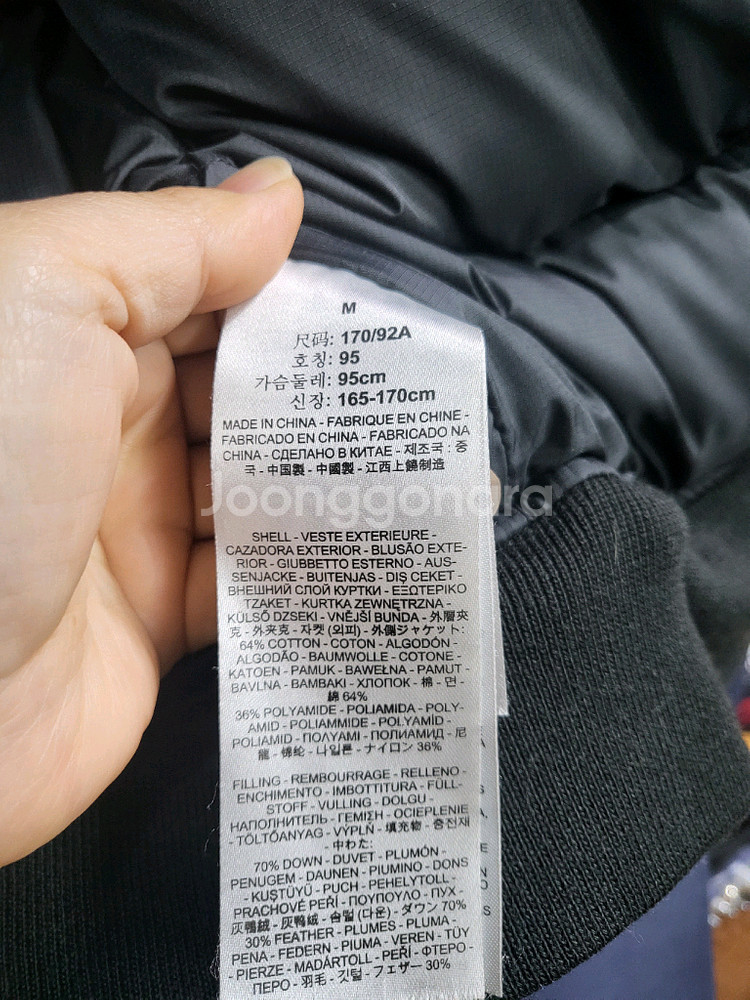 M
尺码: 170/92A
호칭: 95
가슴둘레: 95cm
신장: 165-170cm
MADE IN CHINA - FABRIQUE EN CHINE -
FABRICADO EN CHINA - FABRICADO NA
CHINA - СДЕЛАНО В КИТАЕ - 제조국 : 중
국 - 中国製 - 中國製 - 江西上饒制造
Joonggonara
SHELL - VESTE EXTERIEURE -
CAZADORA EXTERIOR - BLUSÃO EXTE-
RIOR - GIUBBETTO ESTERNO - AUS-
SENJACKE - BUITENJAS - DIŞ CEKET -
ВНЕШНИЙ СЛОЙ КУРТКИ - ΕΞΩΤΕΡΙΚΟ
TZAKET - KURTKA ZEWNĘTRZNA -
KÜLSŐ DZSEKI - VNĚJŠÍ BUNDA - 外層夾
克 - 外夹克 - 자켓 (외피) - 外側ジャケット:
64% COTTON - COTON - ALGODÓN -
ALGODÃO - BAUMWOLLE - COTONE -
KATOEN - PAMUK - BAWEŁNA - PAMUT -
BAVLNA - BAMBAKI - ХЛОПОК - 棉 - 면 -
綿 64%
36% POLYAMIDE - POLIAMIDA - POLY-
AMID - POLIAMMIDE - POLYAMÍD -
POLIAMID - ΠΟΛΥΑΜΙ - ПОЛИАМИД - 尼
龍 - 锦纶 - 나일론 - ナイロン 36%
FILLING - REMBOURRAGE - RELLENO -
ENCHIMENTO - IMBOTTITURA - FÜLL-
STOFF - VULLING - DOLGU -
НАПОЛНИТЕЛЬ - ΓΕΜΙΣΗ - OCIEPLENIE
- TÖLTŐANYAG - VÝPLŇ - 填充物 - 충전재
中わた:
70% DOWN - DUVET - PLUMÓN -
PENUGEM - DAUNEN - PIUMINO - DONS
- KUŞTÜYÜ - PUCH - PEHELYTOLL -
PRACHOVÉ PEŘÍ - ΠΟΥΠΟΥΛΟ - ПУХ -
灰鴨絨 - 灰鸭绒 - 솜털 (다운) - ダウン 70%
30% FEATHER - PLUMES - PLUMA -
PENA - FEDERN - PIUMA - VEREN - TÜY
- PIERZE - MADÁRTOLL - PEŘÍ - ΦΤΕΡΟ -
ПЕРО - 羽毛 - 깃털 - フェザー 30%